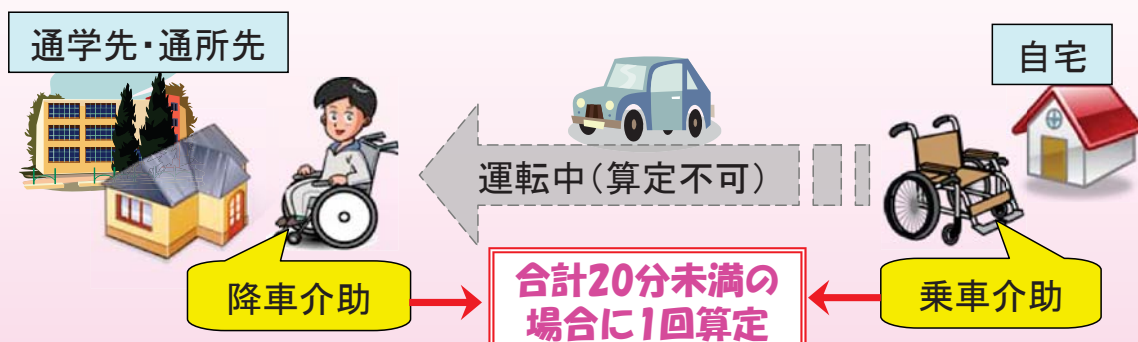 通学先・通所先
自宅
運転中(算定不可)
降車介助
合計20分未満の
場合に1回算定
乗車介助